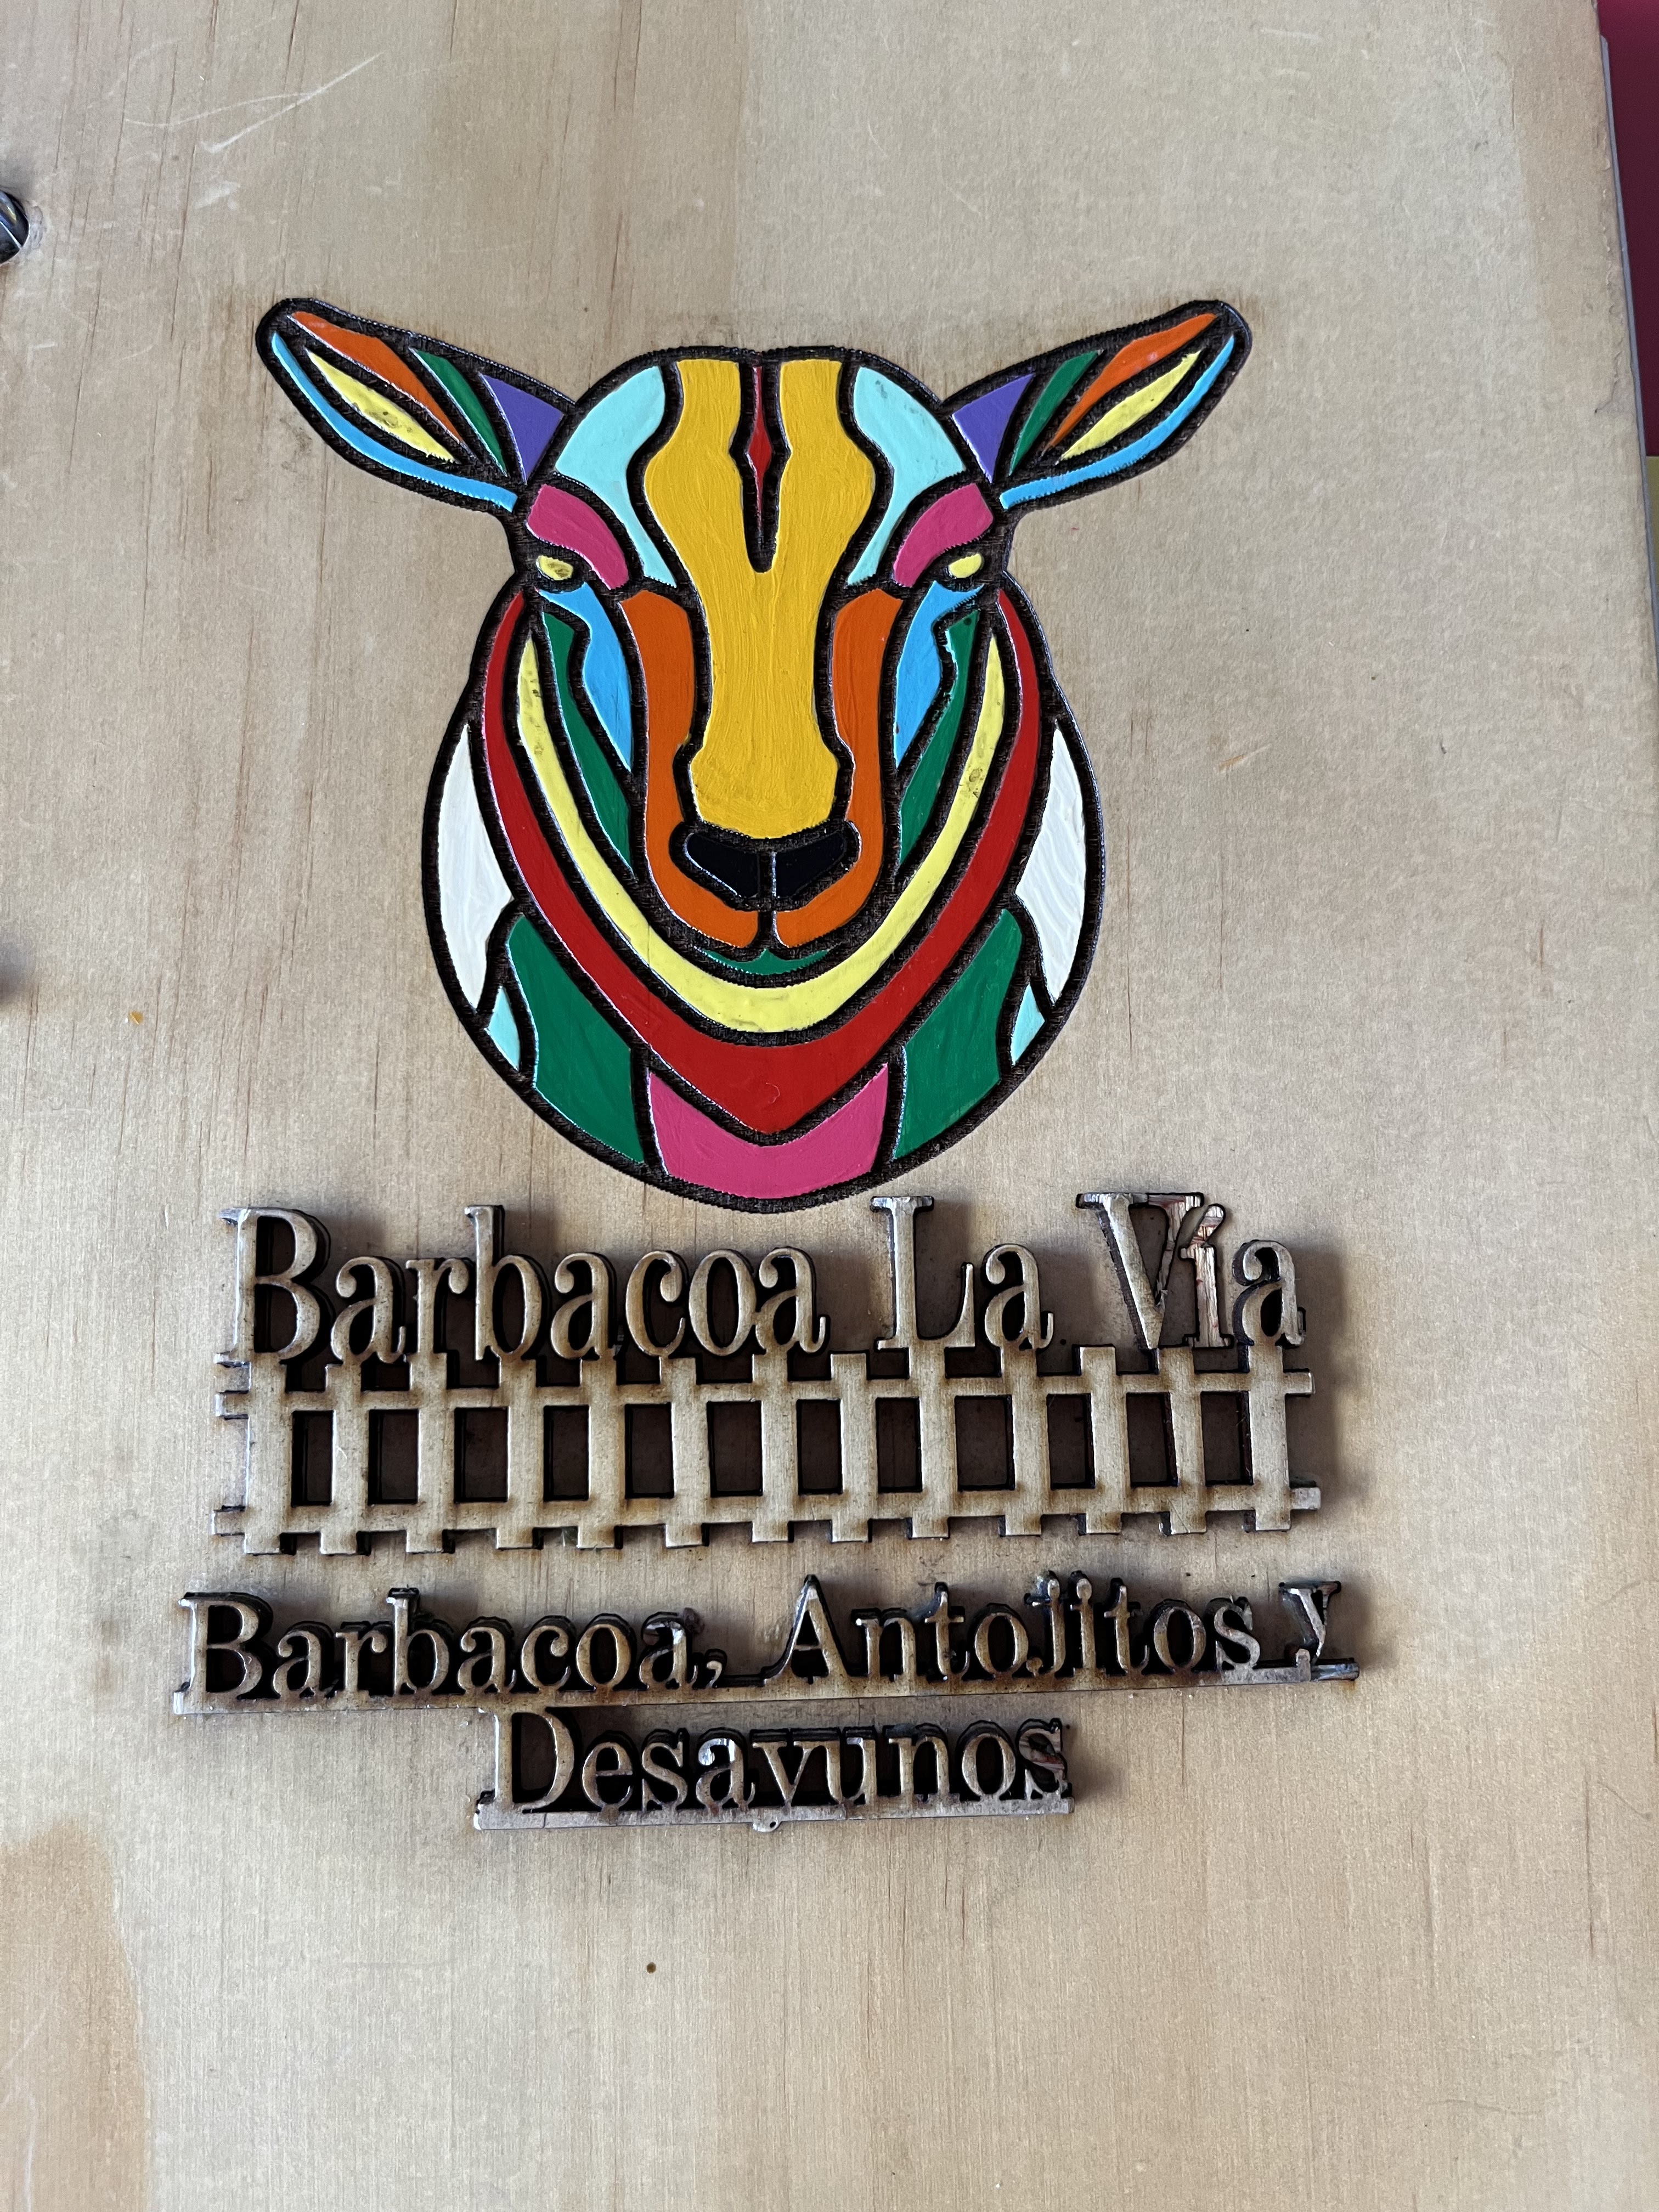 Barbacoa La Vía
Barbacoa, Antojitos y
Desayunos